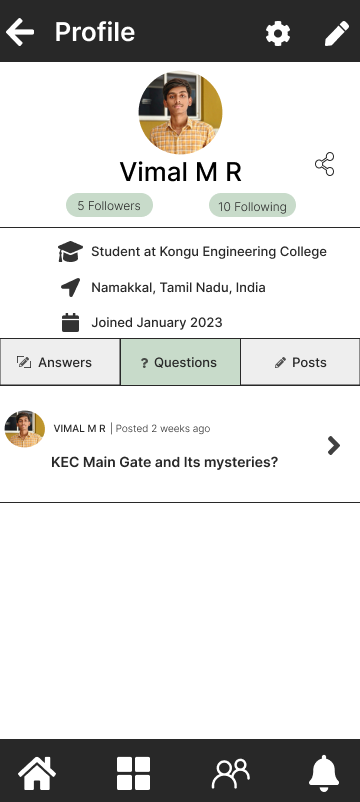 Profile
Vimal M R
5 Followers
10 Following
Student at Kongu Engineering College
Namakkal, Tamil Nadu, India
Joined January 2023
Answers
? Questions
Posts
VIMAL M R | Posted 2 weeks ago
KEC Main Gate and Its mysteries?